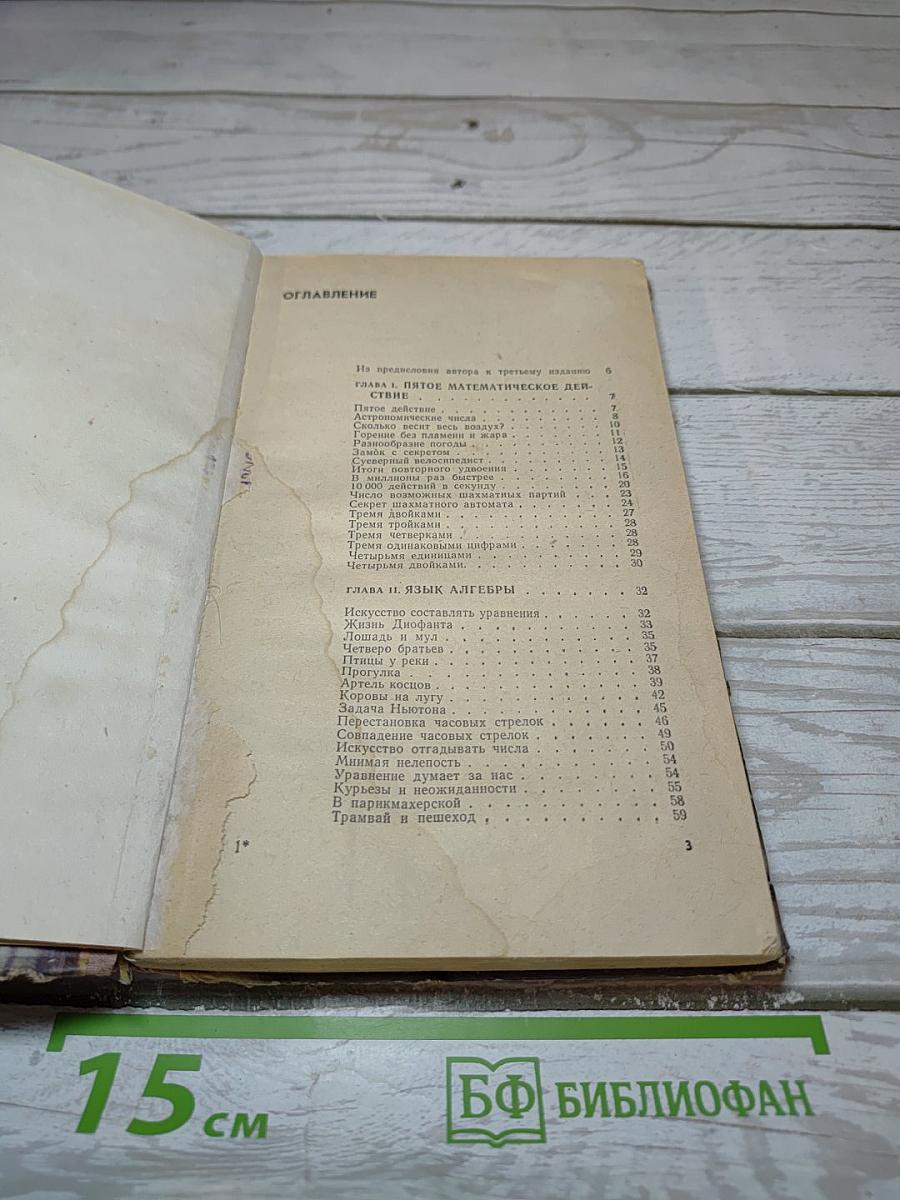 ОГЛАВЛЕНИЕ
Из предисловия автора к третьему изданию 6
ГЛАВА I. ПЯТОЕ МАТЕМАТИЧЕСКОЕ ДЕЙ-
СТВИЕ . . . . . . . . . . . . . 7
Пятое действие . . . . . . . . . . . 7
Астрономические числа . . . . . . . . 8
Сколько весит весь воздух? . . . . . . 10
Горение без пламени и жара . . . . . . 11
Разнообразие погоды . . . . . . . . . 12
Замо́к с секретом . . . . . . . . . . 13
Суеверный велосипедист . . . . . . . . 14
Итоги повторного удвоения . . . . . . 15
В миллионы раз быстрее . . . . . . . . 16
10 000 действий в секунду . . . . . . . 20
Число возможных шахматных партий . . . 23
Секрет шахматного автомата . . . . . . 24
Тремя двойками . . . . . . . . . . . 27
Тремя тройками . . . . . . . . . . . 28
Тремя четверками . . . . . . . . . . 28
Тремя одинаковыми цифрами . . . . . . 28
Четырьмя единицами . . . . . . . . . 29
Четырьмя двойками. . . . . . . . . . 30
ГЛАВА II. ЯЗЫК АЛГЕБРЫ . . . . . . . 32
Искусство составлять уравнения . . . . . 32
Жизнь Диофанта . . . . . . . . . . . 33
Лошадь и мул . . . . . . . . . . . . 35
Четверо братьев . . . . . . . . . . . 35
Птицы у реки . . . . . . . . . . . . 37
Прогулка . . . . . . . . . . . . . . 38
Артель косцов . . . . . . . . . . . . 39
Коровы на лугу . . . . . . . . . . . 42
Задача Ньютона . . . . . . . . . . . 45
Перестановка часовых стрелок . . . . . 46
Совпадение часовых стрелок . . . . . . 49
Искусство отгадывать числа . . . . . . 50
Мнимая нелепость . . . . . . . . . . 54
Уравнение думает за нас . . . . . . . 54
Курьезы и неожиданности . . . . . . . 55
В парикмахерской . . . . . . . . . . 58
Трамвай и пешеход . . . . . . . . . . 59
1* 3
15 см БФ БИБЛИОФАН